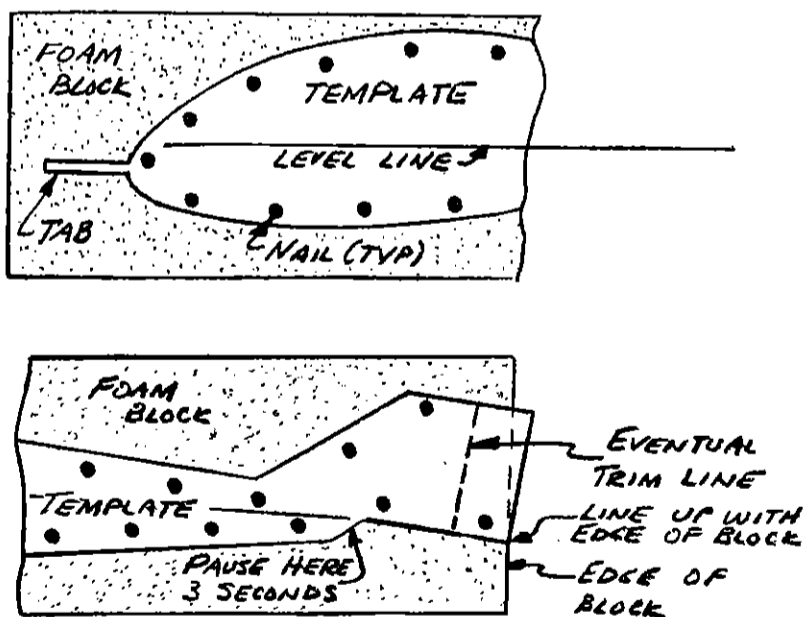 FOAM
BLOCK
TEMPLATE
LEVEL LINE
TAB
NAIL (TYP)
FOAM
BLOCK
EVENTUAL
TRIM LINE
TEMPLATE
LINE UP WITH
EDGE OF BLOCK
PAUSE HERE
3 SECONDS
EDGE OF
BLOCK